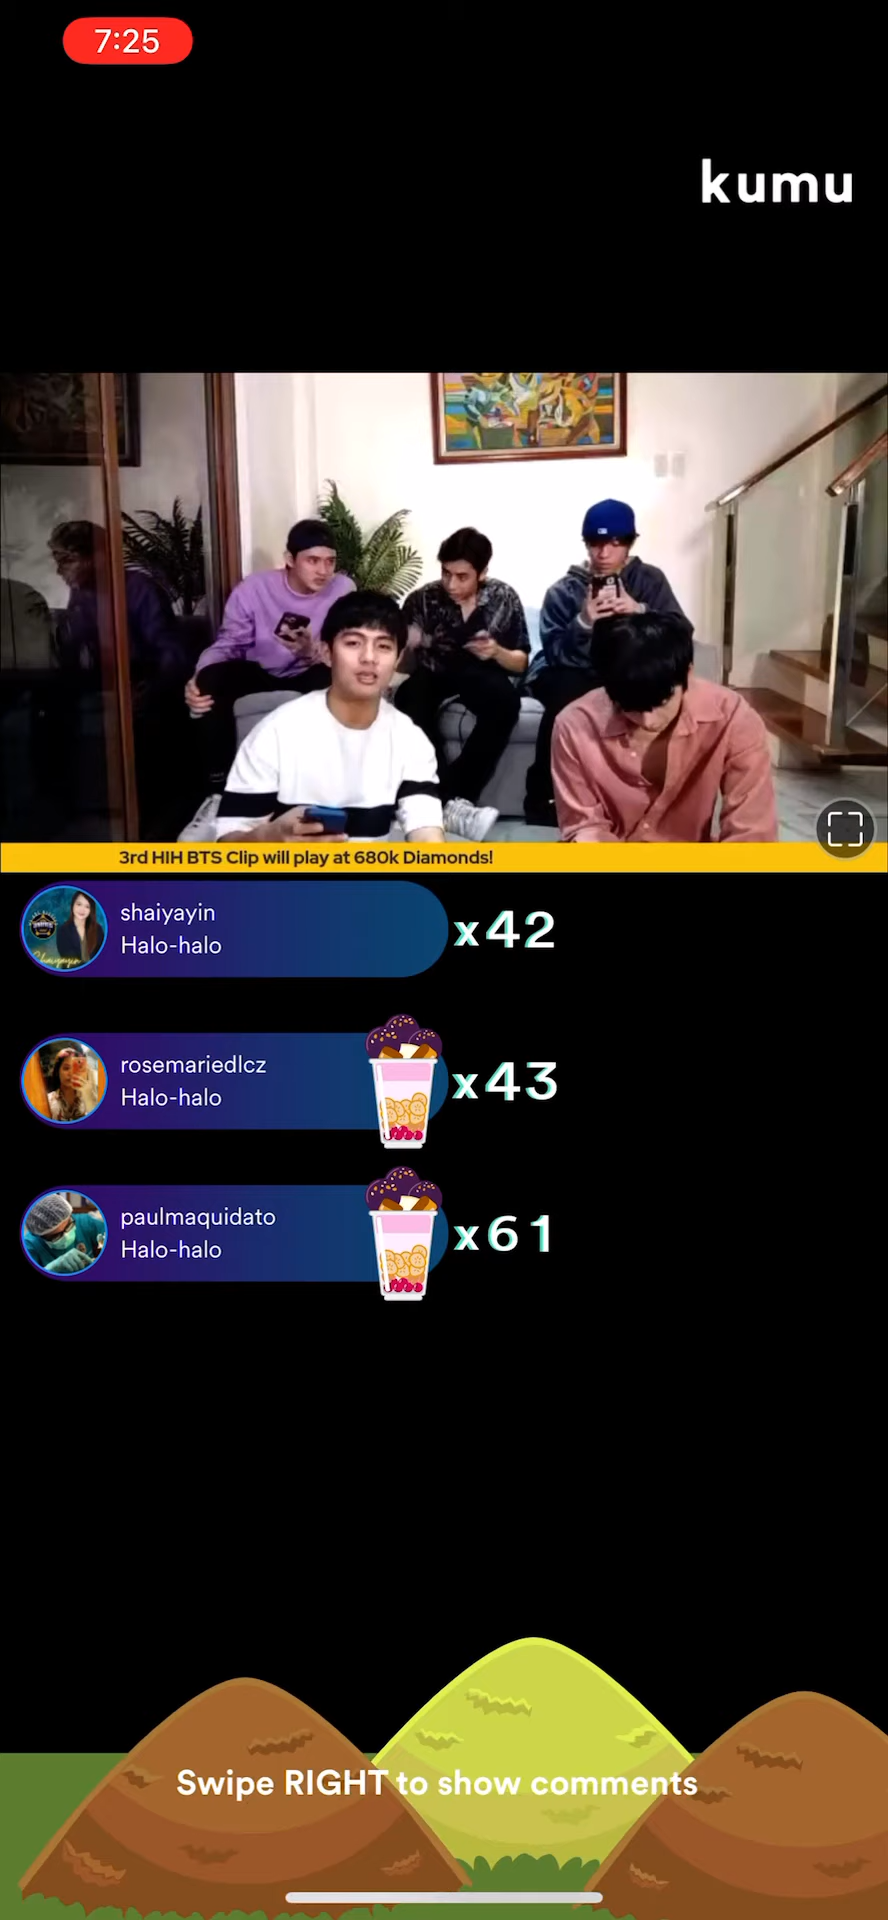 7:25
kumu
3rd HIH BTS Clip will play at 680k Diamonds!
shaiyayin
Halo-halo
x42
rosemariedlcz
Halo-halo
x43
paulmaquidato
Halo-halo
x61
Swipe RIGHT to show comments